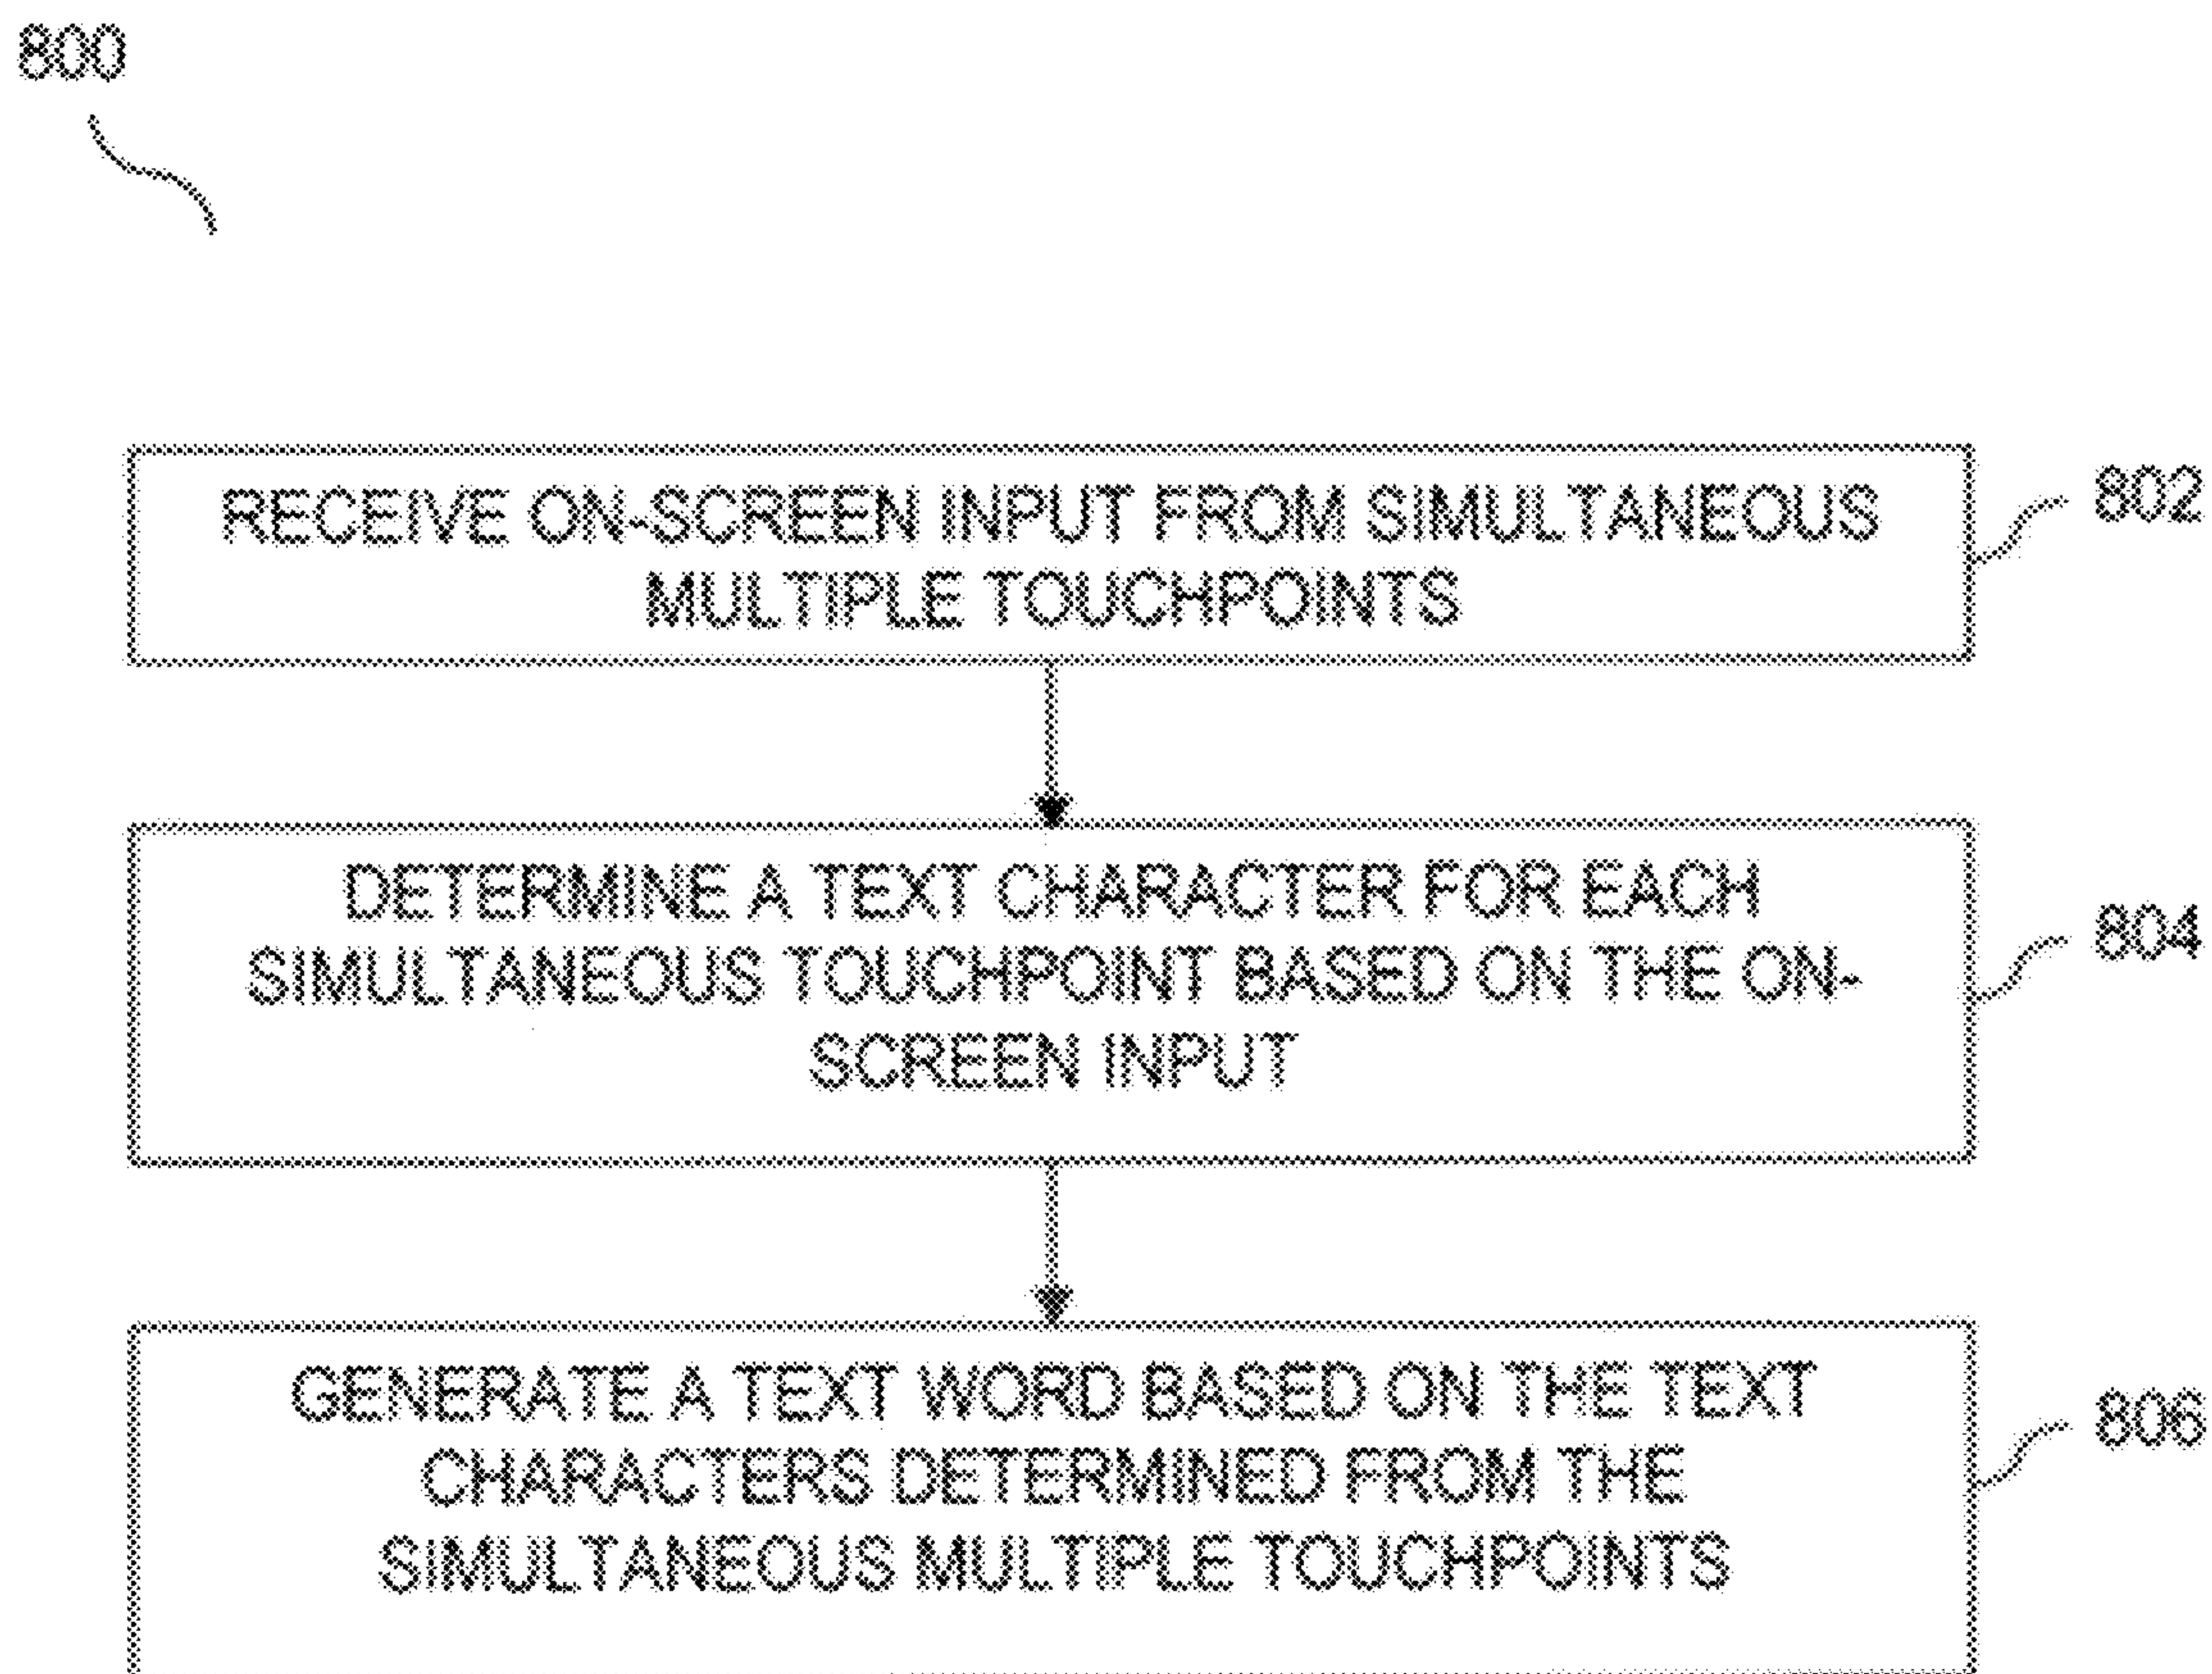 800
RECEIVE ON-SCREEN INPUT FROM SIMULTANEOUS
MULTIPLE TOUCHPOINTS
802
DETERMINE A TEXT CHARACTER FOR EACH
SIMULTANEOUS TOUCHPOINT BASED ON THE ON-
SCREEN INPUT
804
GENERATE A TEXT WORD BASED ON THE TEXT
CHARACTERS DETERMINED FROM THE
SIMULTANEOUS MULTIPLE TOUCHPOINTS
806